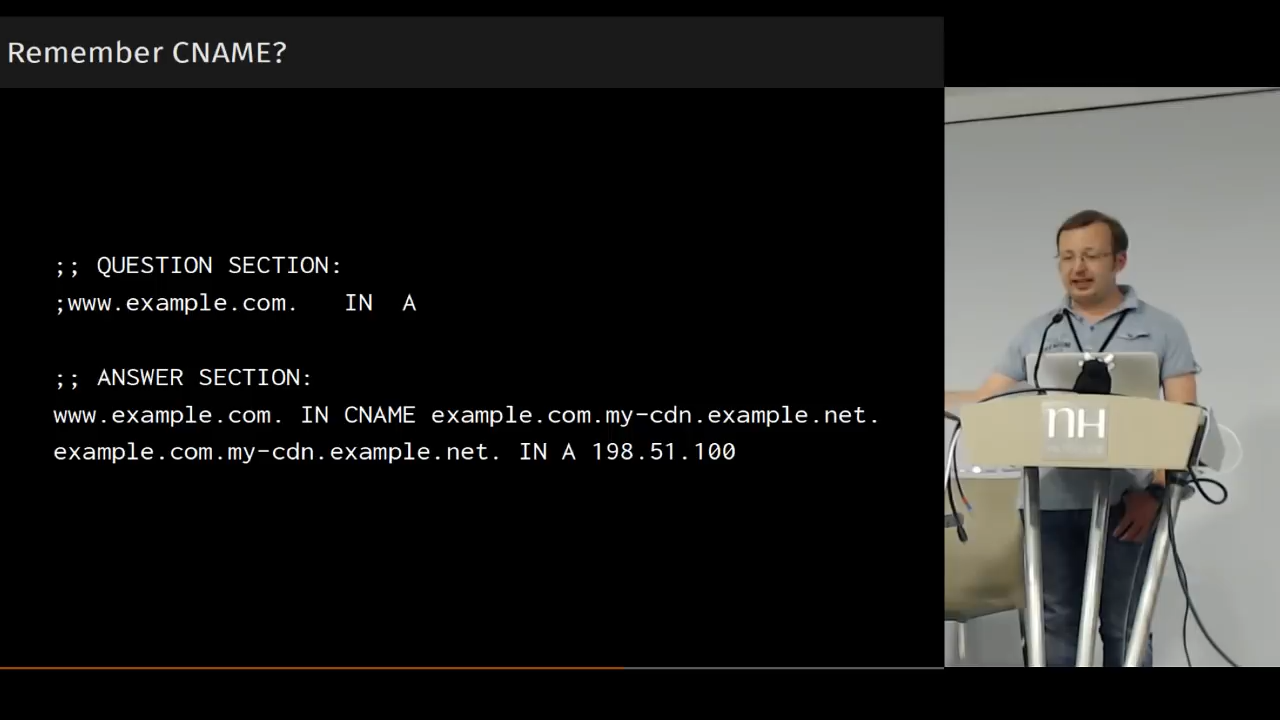 Remember CNAME?
;; QUESTION SECTION:
;www.example.com.   IN  A
;; ANSWER SECTION:
www.example.com. IN CNAME example.com.my-cdn.example.net.
example.com.my-cdn.example.net. IN A 198.51.100
nH